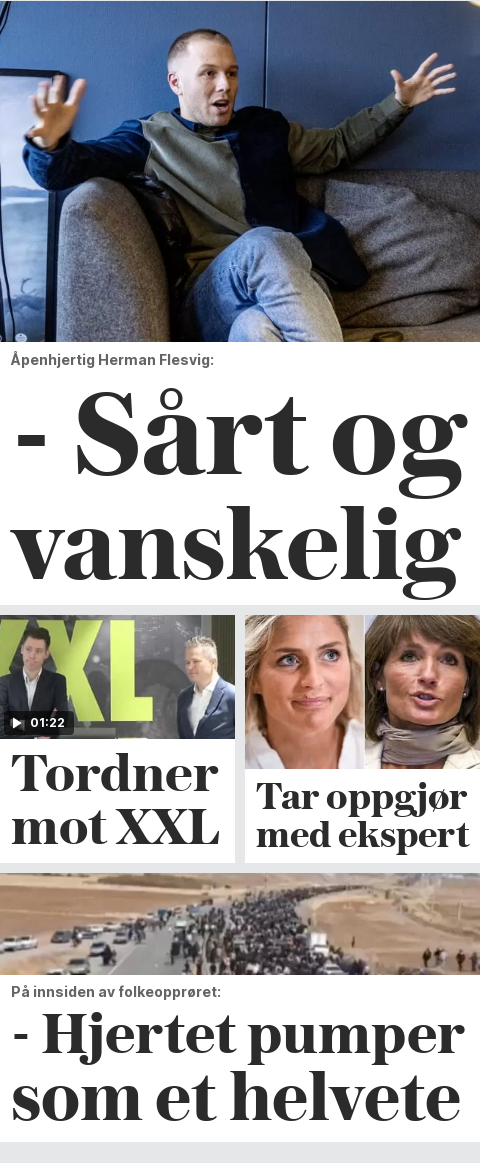 Åpenhjertig Herman Flesvig:
- Sårt og
vanskelig
XXL
01:22
Tordner
mot XXL
Tar oppgjør
med ekspert
På innsiden av folkeopprøret:
- Hjertet pumper
som et helvete